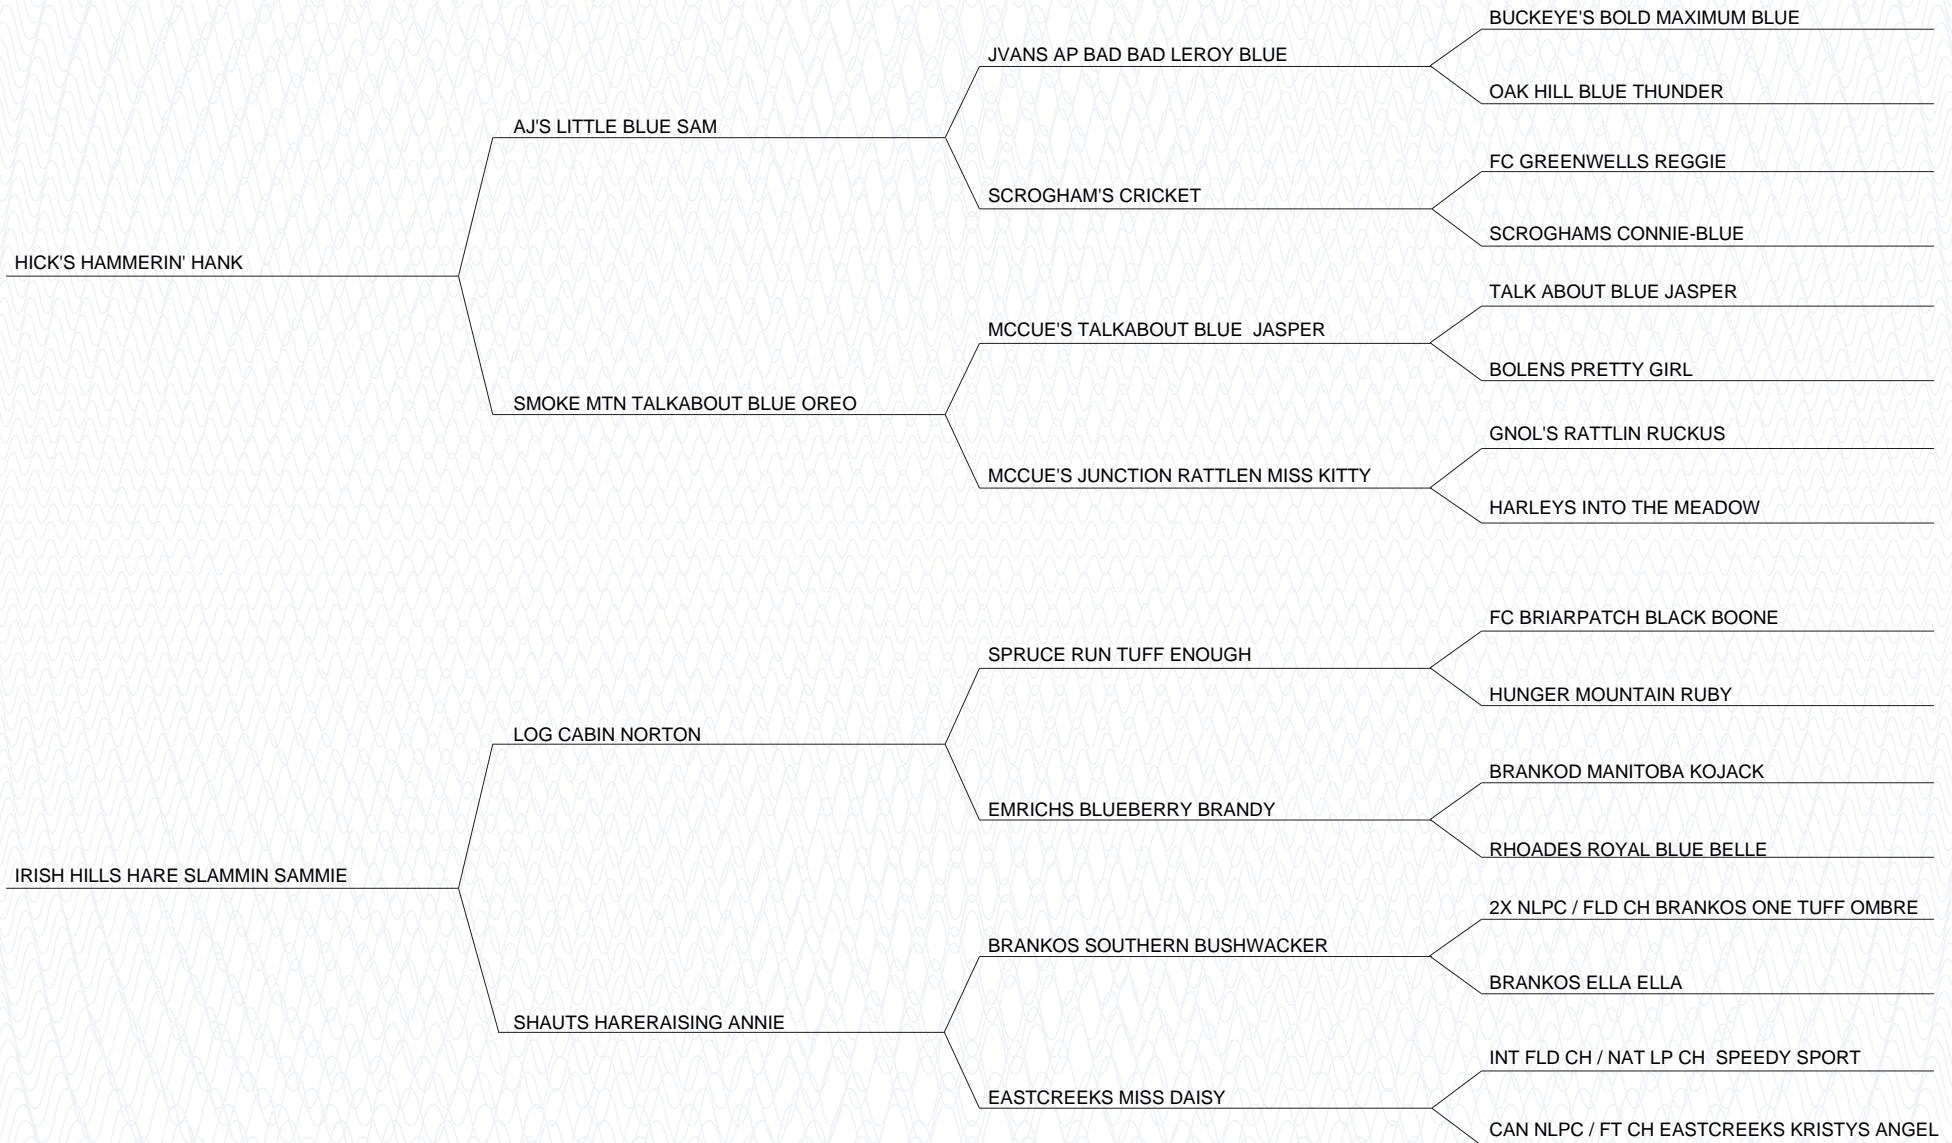 BUCKEYE'S BOLD MAXIMUM BLUE
JVANS AP BAD BAD LEROY BLUE
OAK HILL BLUE THUNDER
AJ'S LITTLE BLUE SAM
FC GREENWELLS REGGIE
SCROGHAM'S CRICKET
SCROGHAMS CONNIE-BLUE
HICK'S HAMMERIN' HANK
TALK ABOUT BLUE JASPER
MCCUE'S TALKABOUT BLUE  JASPER
BOLENS PRETTY GIRL
SMOKE MTN TALKABOUT BLUE OREO
GNOL'S RATTLIN RUCKUS
MCCUE'S JUNCTION RATTLEN MISS KITTY
HARLEYS INTO THE MEADOW
FC BRIARPATCH BLACK BOONE
SPRUCE RUN TUFF ENOUGH
HUNGER MOUNTAIN RUBY
LOG CABIN NORTON
BRANKOD MANITOBA KOJACK
EMRICHS BLUEBERRY BRANDY
RHOADES ROYAL BLUE BELLE
IRISH HILLS HARE SLAMMIN SAMMIE
2X NLPC / FLD CH BRANKOS ONE TUFF OMBRE
BRANKOS SOUTHERN BUSHWACKER
BRANKOS ELLA ELLA
SHAUTS HARERAISING ANNIE
INT FLD CH / NAT LP CH  SPEEDY SPORT
EASTCREEKS MISS DAISY
CAN NLPC / FT CH EASTCREEKS KRISTYS ANGEL